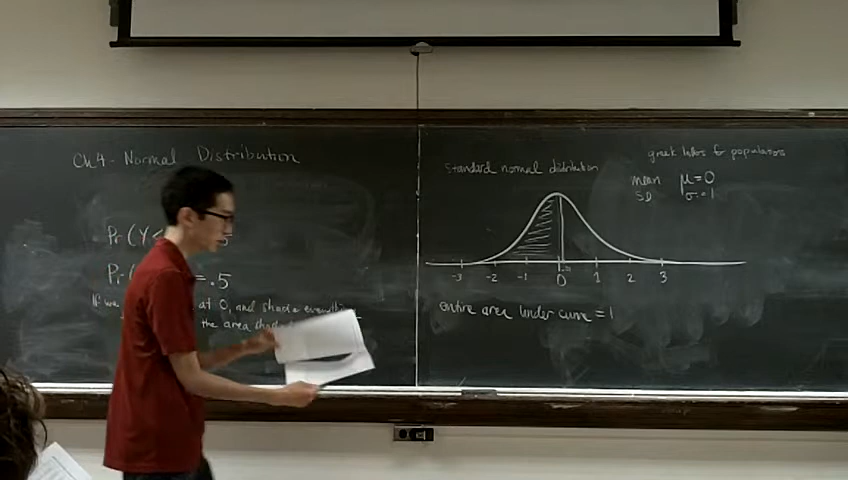 Ch4 - Normal Distribution
Pr(Y
5
Pr( = .5
If we at 0, and shade everything
the area
Standard normal distribution
greek letters for populations
mean μ=0
SD σ=1
-3 -2 -1 0 1 2 3
entire area under curve = 1